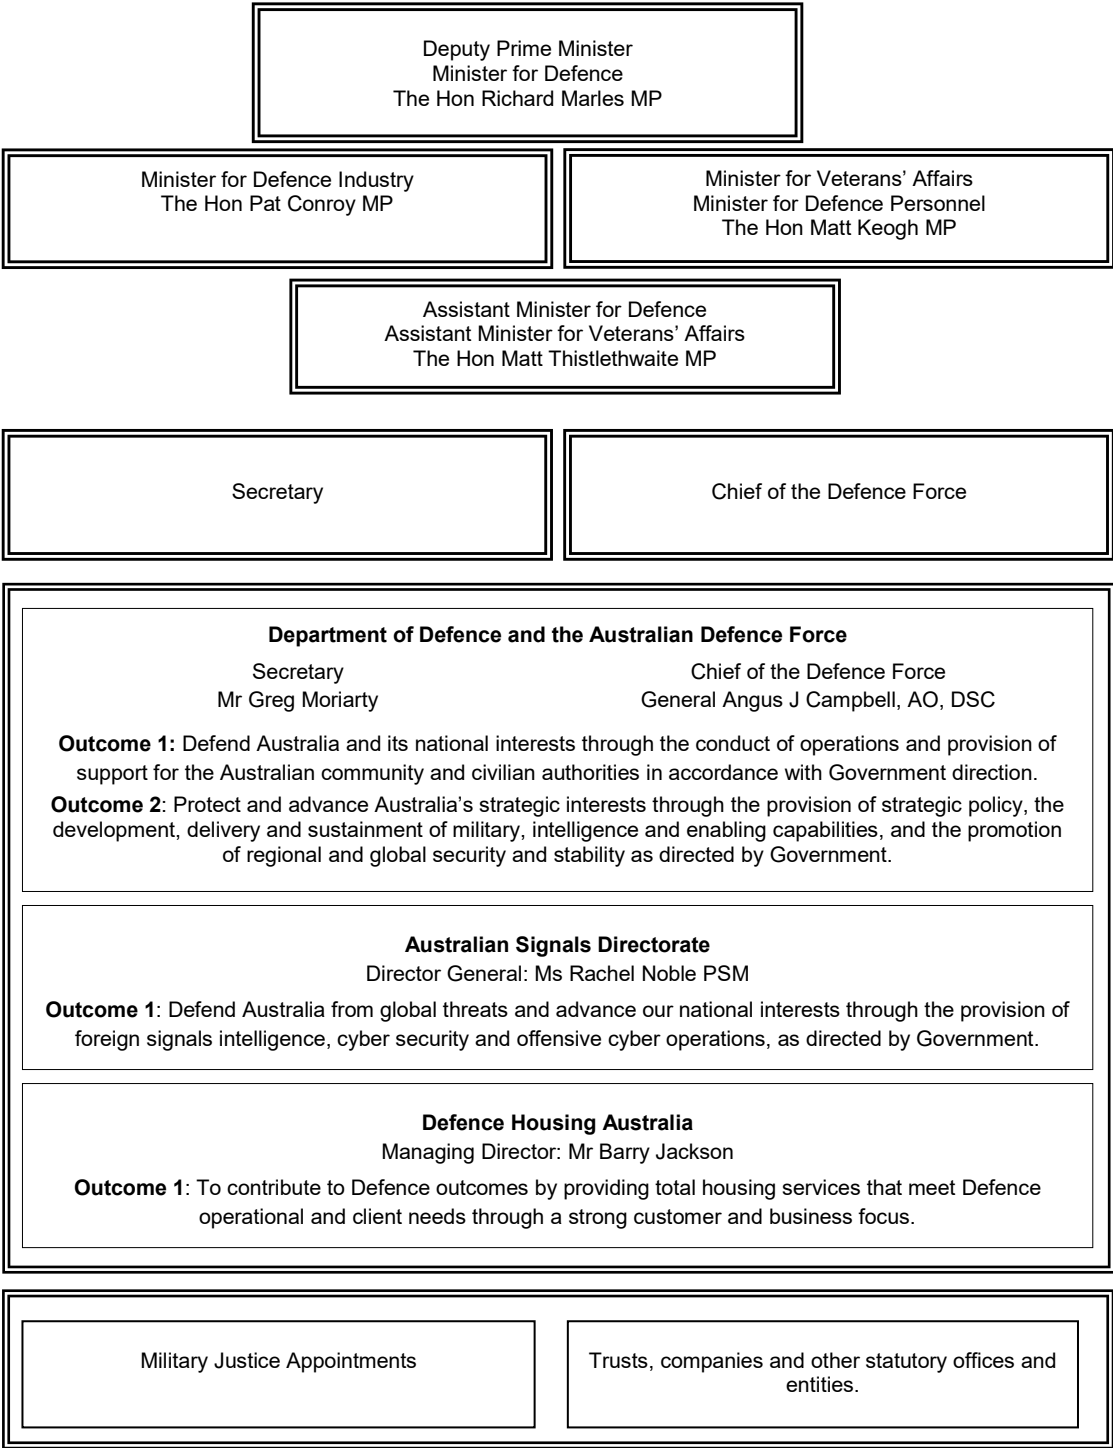 Deputy Prime Minister
Minister for Defence
The Hon Richard Marles MP
Minister for Defence Industry
The Hon Pat Conroy MP
Minister for Veterans’ Affairs
Minister for Defence Personnel
The Hon Matt Keogh MP
Assistant Minister for Defence
Assistant Minister for Veterans’ Affairs
The Hon Matt Thistlethwaite MP
Secretary
Chief of the Defence Force
Department of Defence and the Australian Defence Force
Secretary
Mr Greg Moriarty
Chief of the Defence Force
General Angus J Campbell, AO, DSC
Outcome 1: Defend Australia and its national interests through the conduct of operations and provision of
support for the Australian community and civilian authorities in accordance with Government direction.
Outcome 2: Protect and advance Australia’s strategic interests through the provision of strategic policy, the
development, delivery and sustainment of military, intelligence and enabling capabilities, and the promotion
of regional and global security and stability as directed by Government.
Australian Signals Directorate
Director General: Ms Rachel Noble PSM
Outcome 1: Defend Australia from global threats and advance our national interests through the provision of
foreign signals intelligence, cyber security and offensive cyber operations, as directed by Government.
Defence Housing Australia
Managing Director: Mr Barry Jackson
Outcome 1: To contribute to Defence outcomes by providing total housing services that meet Defence
operational and client needs through a strong customer and business focus.
Military Justice Appointments
Trusts, companies and other statutory offices and
entities.